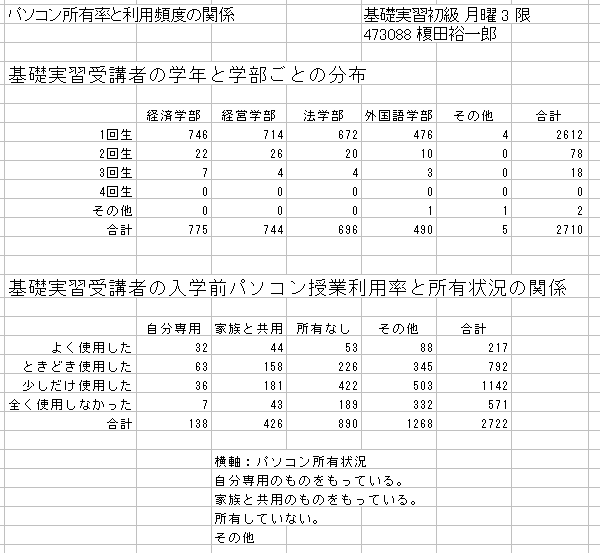 パソコン所有率と利用頻度の関係 基礎実習初級 月曜3限
473088 榎田裕一郎
基礎実習受講者の学年と学部ごとの分布
経済学部 経営学部 法学部 外国語学部 その他 合計
1回生 746 714 672 476 4 2612
2回生 22 26 20 10 0 78
3回生 7 4 4 3 0 18
4回生 0 0 0 0 0 0
その他 0 0 0 1 1 2
合計 775 744 696 490 5 2710
基礎実習受講者の入学前パソコン授業利用率と所有状況の関係
自分専用 家族と共用 所有なし その他 合計
よく使用した 32 44 53 88 217
ときどき使用した 63 158 226 345 792
少しだけ使用した 36 181 422 503 1142
全く使用しなかった 7 43 189 332 571
合計 138 426 890 1268 2722
横軸：パソコン所有状況
自分専用のものをもっている。
家族と共用のものをもっている。
所有していない。
その他